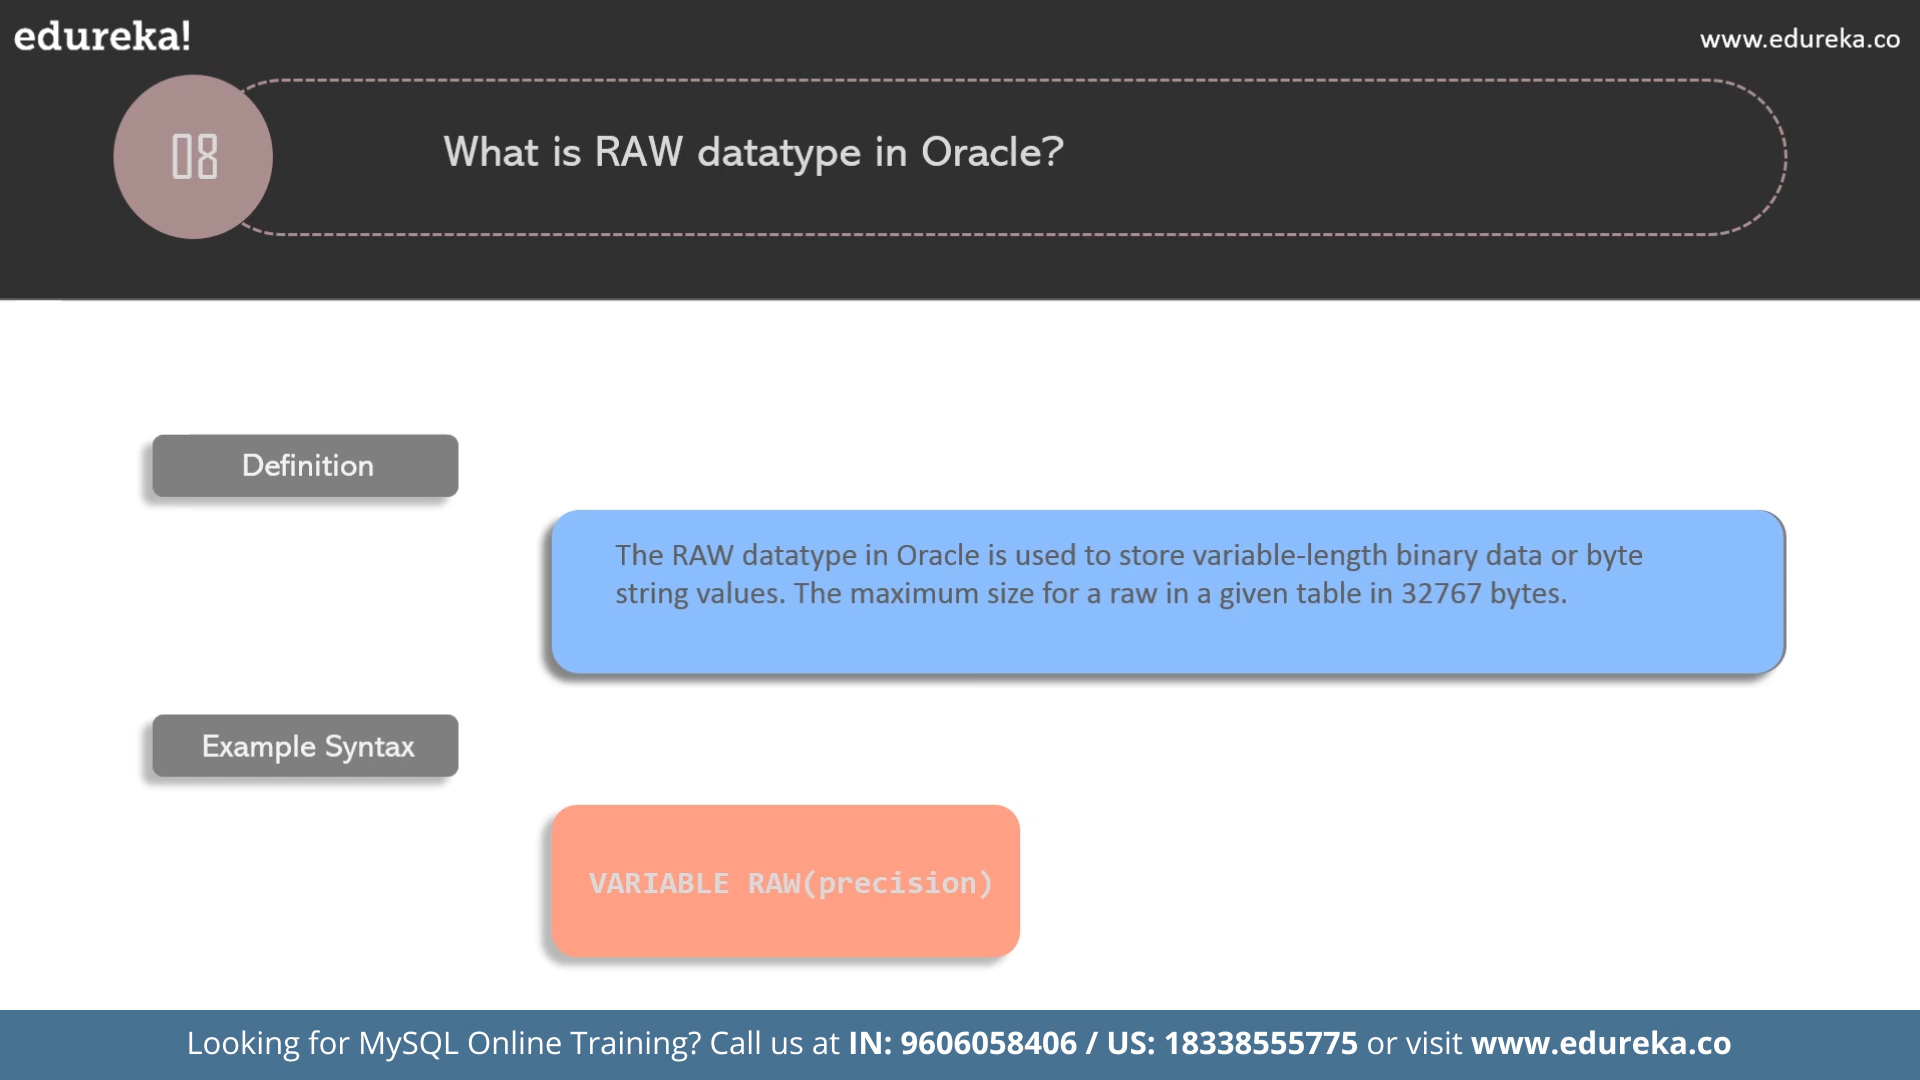 edureka!
www.edureka.co
08
What is RAW datatype in Oracle?
Definition
The RAW datatype in Oracle is used to store variable-length binary data or byte
string values. The maximum size for a raw in a given table in 32767 bytes.
Example Syntax
VARIABLE RAW(precision)
Looking for MySQL Online Training? Call us at IN: 9606058406 / US: 18338555775 or visit www.edureka.co